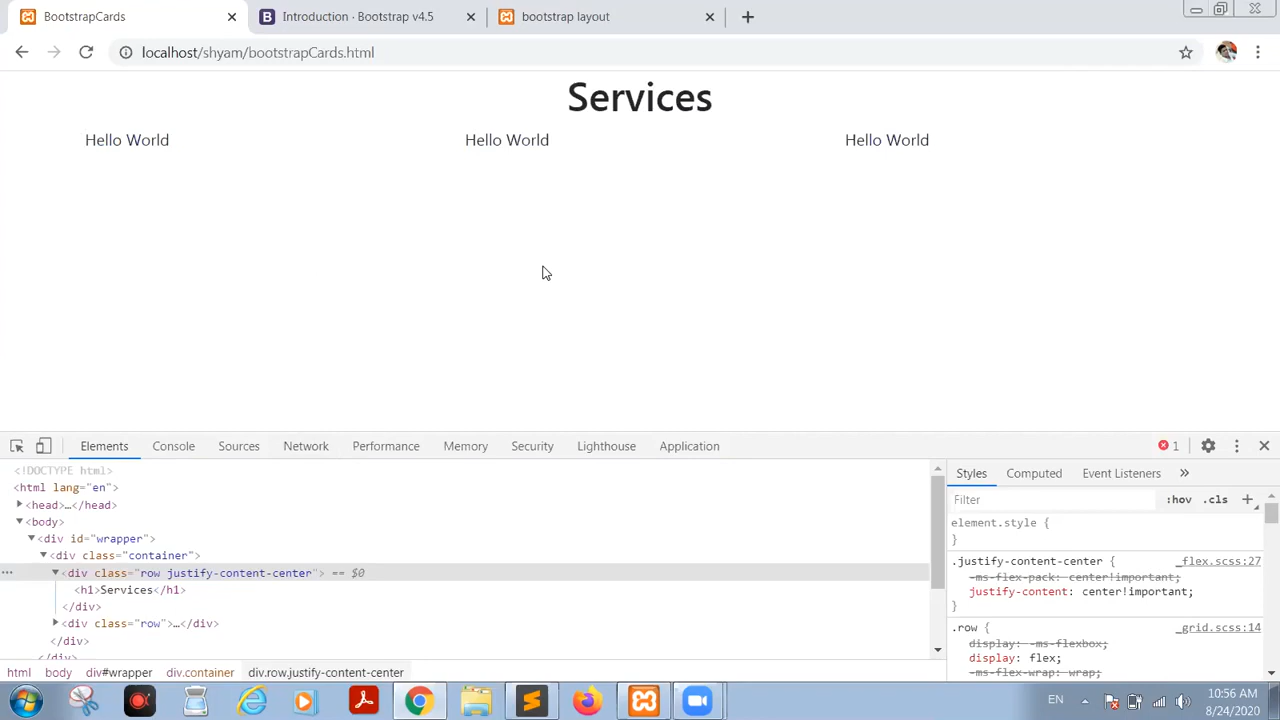 BootstrapCards
Introduction · Bootstrap v4.5
bootstrap layout
localhost/shyam/bootstrapCards.html
Services
Hello World Hello World Hello World
Elements Console Sources Network Performance Memory Security Lighthouse Application 1
<!DOCTYPE html>
<html lang="en">
<head>…</head>
<body>
<div id="wrapper">
<div class="container">
<div class="row justify-content-center"> == $0
<h1>Services</h1>
</div>
<div class="row">…</div>
</div>
</div>
html body div#wrapper div.container div.row.justify-content-center
Styles Computed Event Listeners »
Filter :hov .cls +
element.style {
}
.justify-content-center { _flex.scss:27
-ms-flex-pack: center!important;
justify-content: center!important;
}
.row { _grid.scss:14
display: -ms-flexbox;
display: flex;
-ms-flex-wrap: wrap;
EN
10:56 AM
8/24/2020